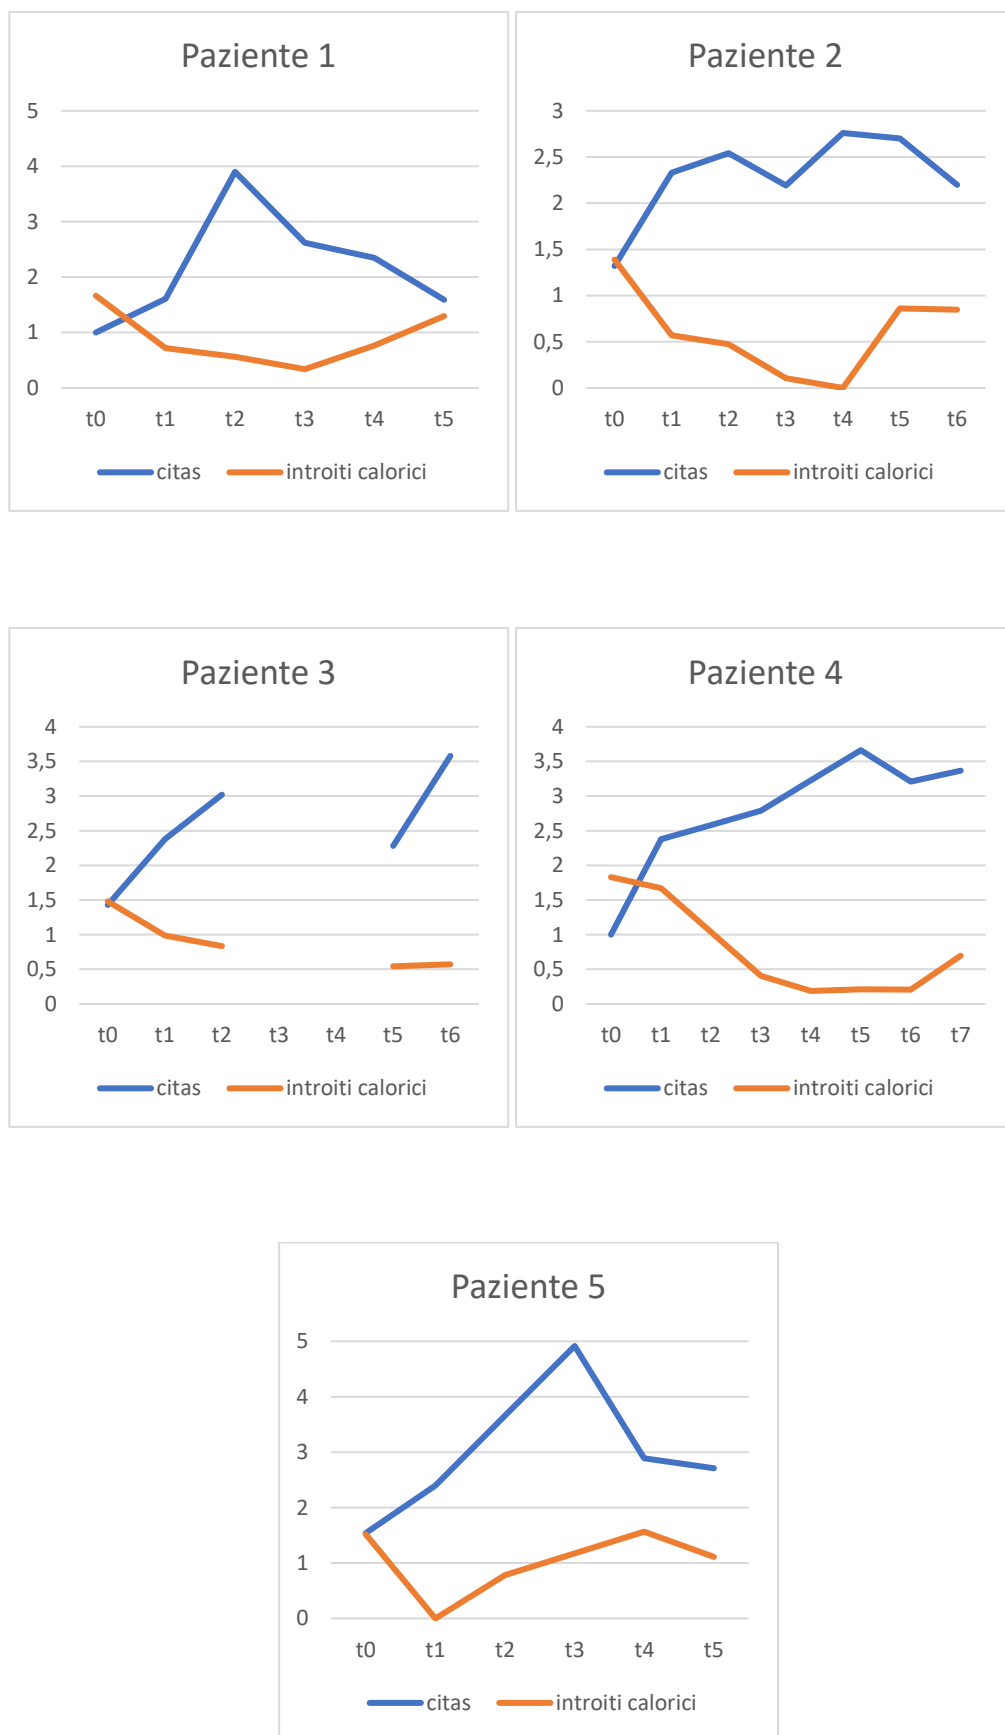 Paziente 1
5
4
3
2
1
0
t0 t1 t2 t3 t4 t5
citas introiti calorici
Paziente 2
3
2,5
2
1,5
1
0,5
0
t0 t1 t2 t3 t4 t5 t6
citas introiti calorici
Paziente 3
4
3,5
3
2,5
2
1,5
1
0,5
0
t0 t1 t2 t3 t4 t5 t6
citas introiti calorici
Paziente 4
4
3,5
3
2,5
2
1,5
1
0,5
0
t0 t1 t2 t3 t4 t5 t6 t7
citas introiti calorici
Paziente 5
5
4
3
2
1
0
t0 t1 t2 t3 t4 t5
citas introiti calorici